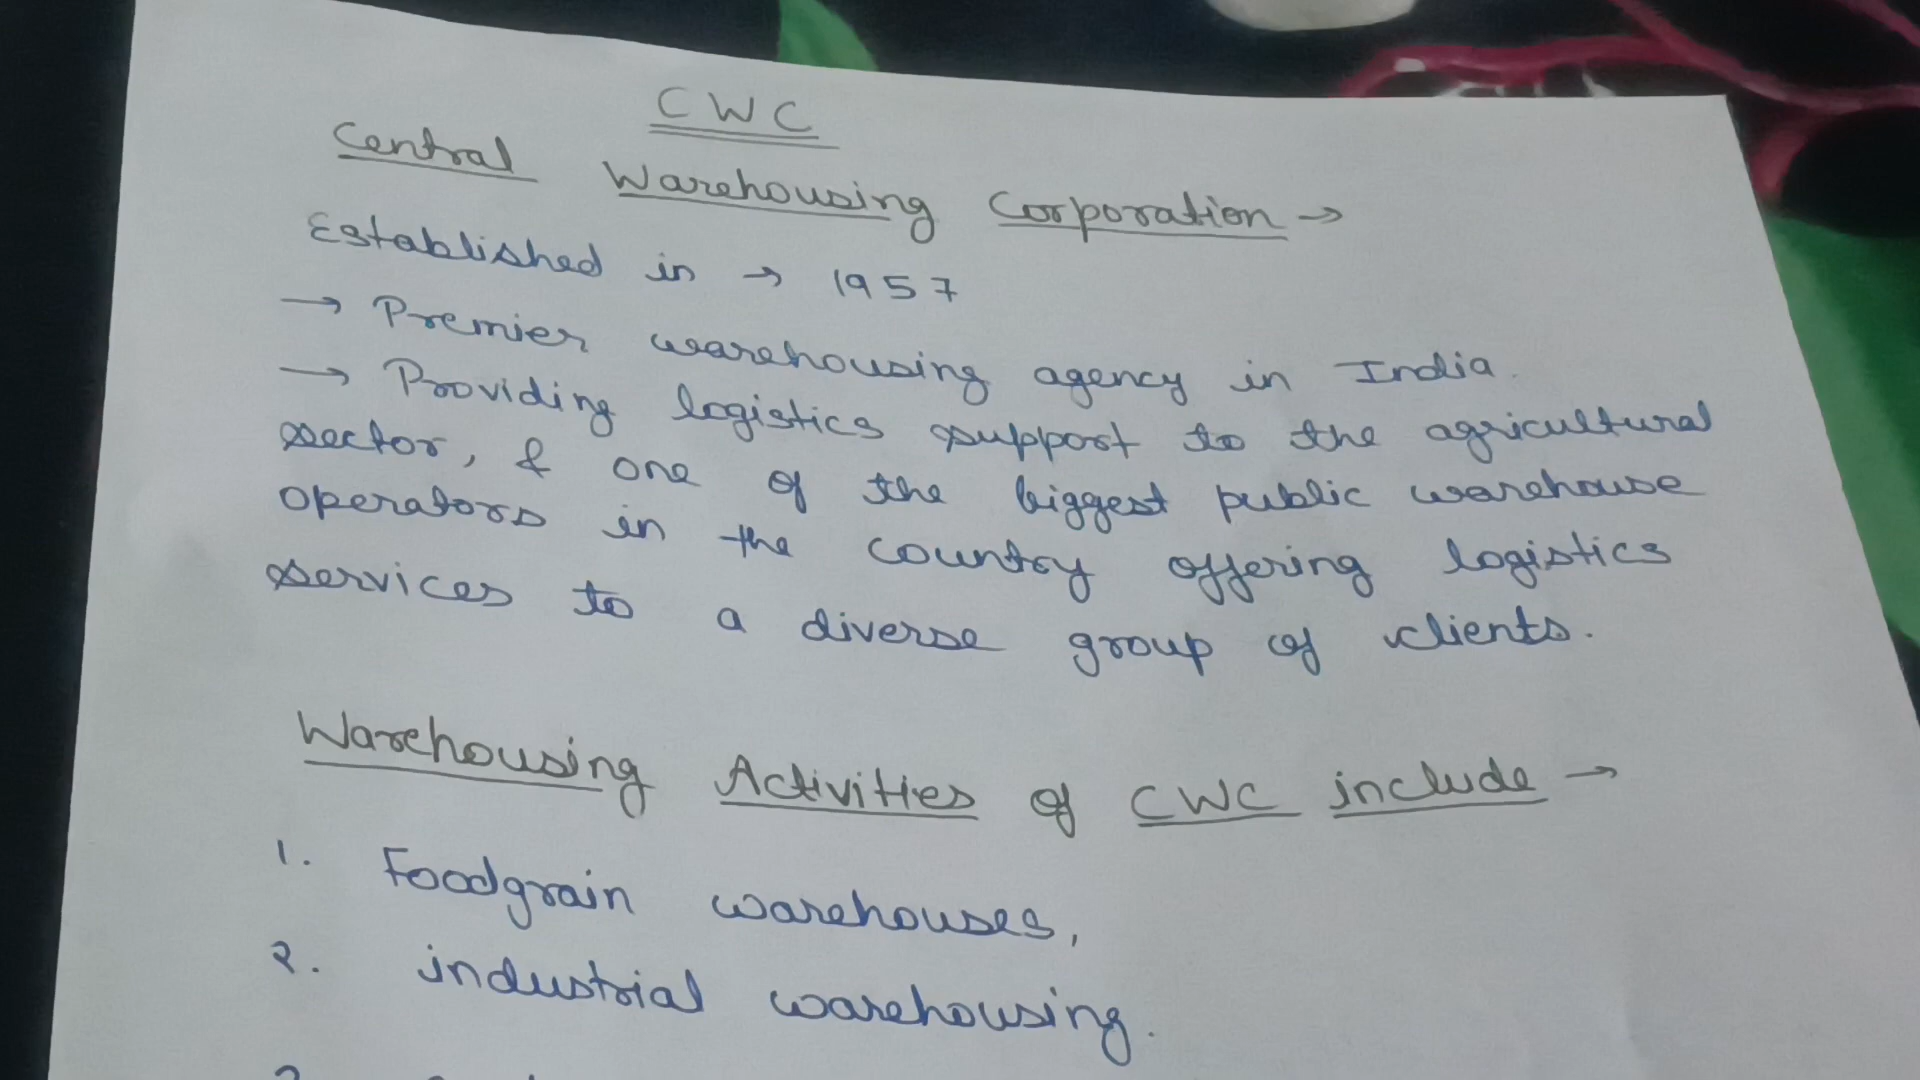 CWC
Central Warehousing Corporation →
Established in → 1957
→ Premier warehousing agency in India.
→ Providing logistics support to the agricultural
sector, & one of the biggest public warehouse
operators in the country offering logistics
services to a diverse group of clients.
Warehousing Activities of CWC include →
1. Foodgrain warehouses,
2. industrial warehousing.